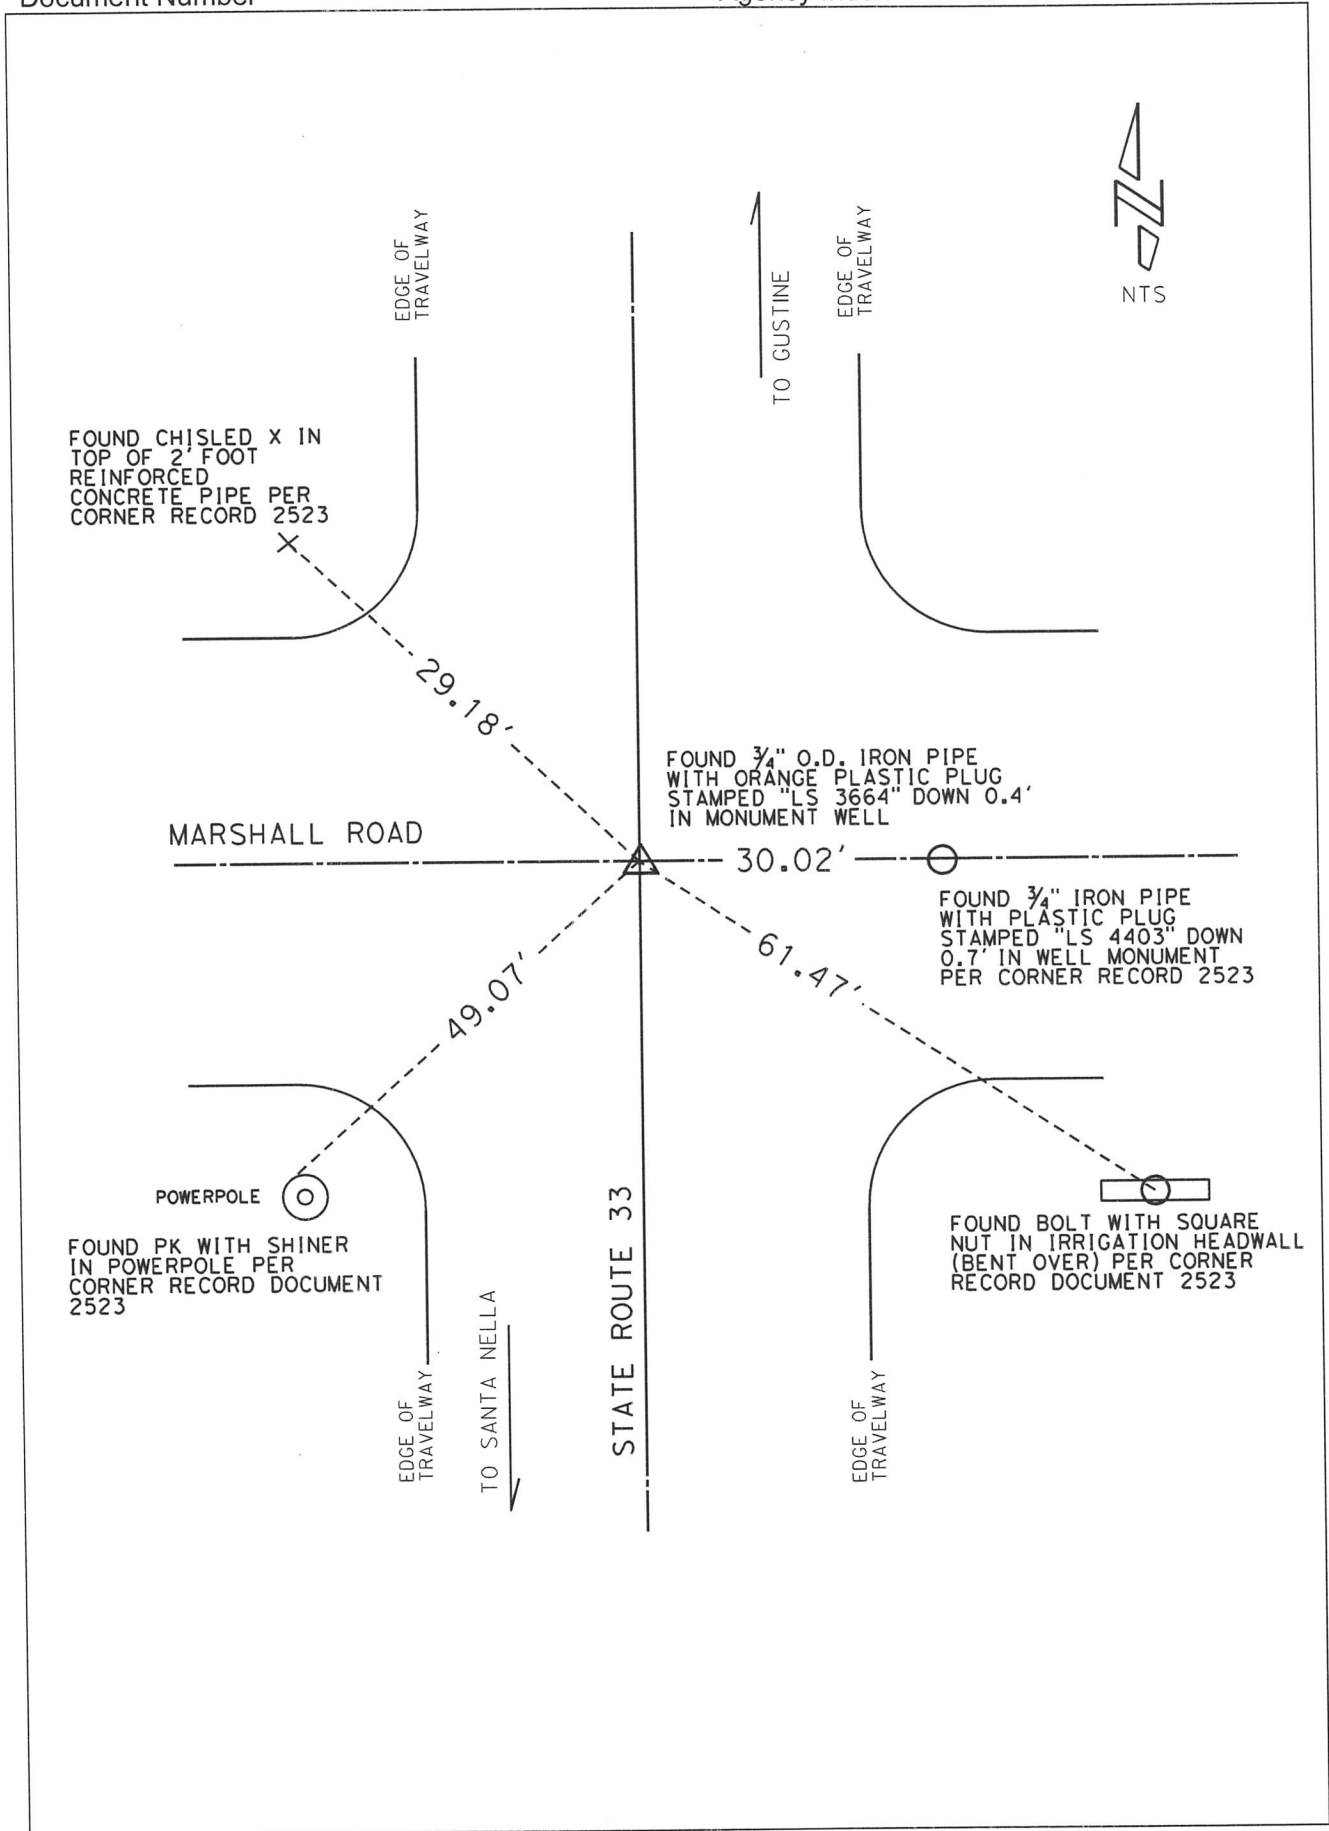 NTS
EDGE OF
TRAVELWAY
TO GUSTINE
EDGE OF
TRAVELWAY
FOUND CHISLED X IN
TOP OF 2' FOOT
REINFORCED
CONCRETE PIPE PER
CORNER RECORD 2523
29.18'
FOUND 3/4" O.D. IRON PIPE
WITH ORANGE PLASTIC PLUG
STAMPED "LS 3664" DOWN 0.4'
IN MONUMENT WELL
MARSHALL ROAD
30.02'
FOUND 3/4" IRON PIPE
WITH PLASTIC PLUG
STAMPED "LS 4403" DOWN
0.7' IN WELL MONUMENT
PER CORNER RECORD 2523
49.07'
61.47'
POWERPOLE
FOUND PK WITH SHINER
IN POWERPOLE PER
CORNER RECORD DOCUMENT
2523
FOUND BOLT WITH SQUARE
NUT IN IRRIGATION HEADWALL
(BENT OVER) PER CORNER
RECORD DOCUMENT 2523
STATE ROUTE 33
TO SANTA NELLA
EDGE OF
TRAVELWAY
EDGE OF
TRAVELWAY